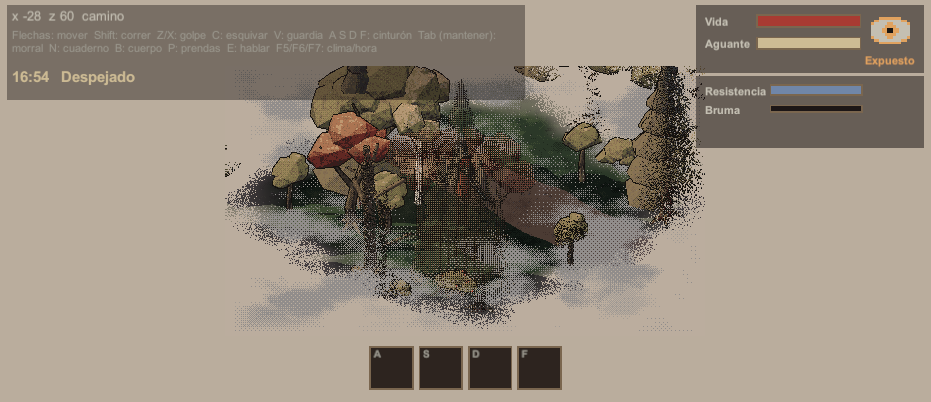 x -28 z 60 camino
Flechas: mover Shift: correr Z/X: golpe C: esquivar V: guardia A S D F: cinturón Tab (mantener):
morral N: cuaderno B: cuerpo P: prendas E: hablar F5/F6/F7: clima/hora
16:54 Despejado
Vida
Aguante
Expuesto
Resistencia
Bruma
A S D F